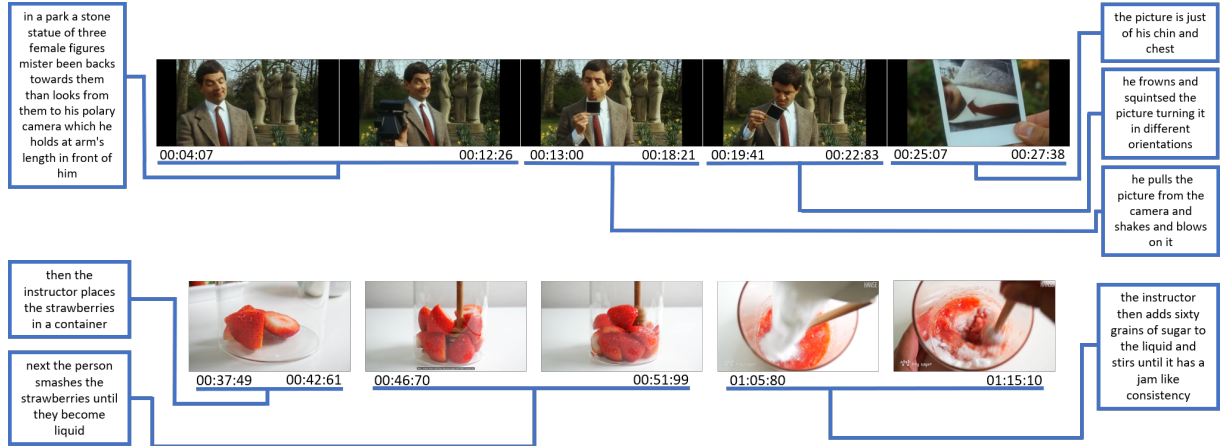 in a park a stone
statue of three
female figures
mister been backs
towards them
than looks from
them to his polary
camera which he
holds at arm's
length in front of
him
the picture is just
of his chin and
chest
he frowns and
squintsed the
picture turning it
in different
orientations
he pulls the
picture from the
camera and
shakes and blows
on it
00:04:07 00:12:26 00:13:00 00:18:21 00:19:41 00:22:83 00:25:07 00:27:38
then the
instructor places
the strawberries
in a container
next the person
smashes the
strawberries until
they become
liquid
HANSE
00:37:49 00:42:61 00:46:70 00:51:99 01:05:80 01:15:10
the instructor
then adds sixty
grains of sugar to
the liquid and
stirs until it has a
jam like
consistency